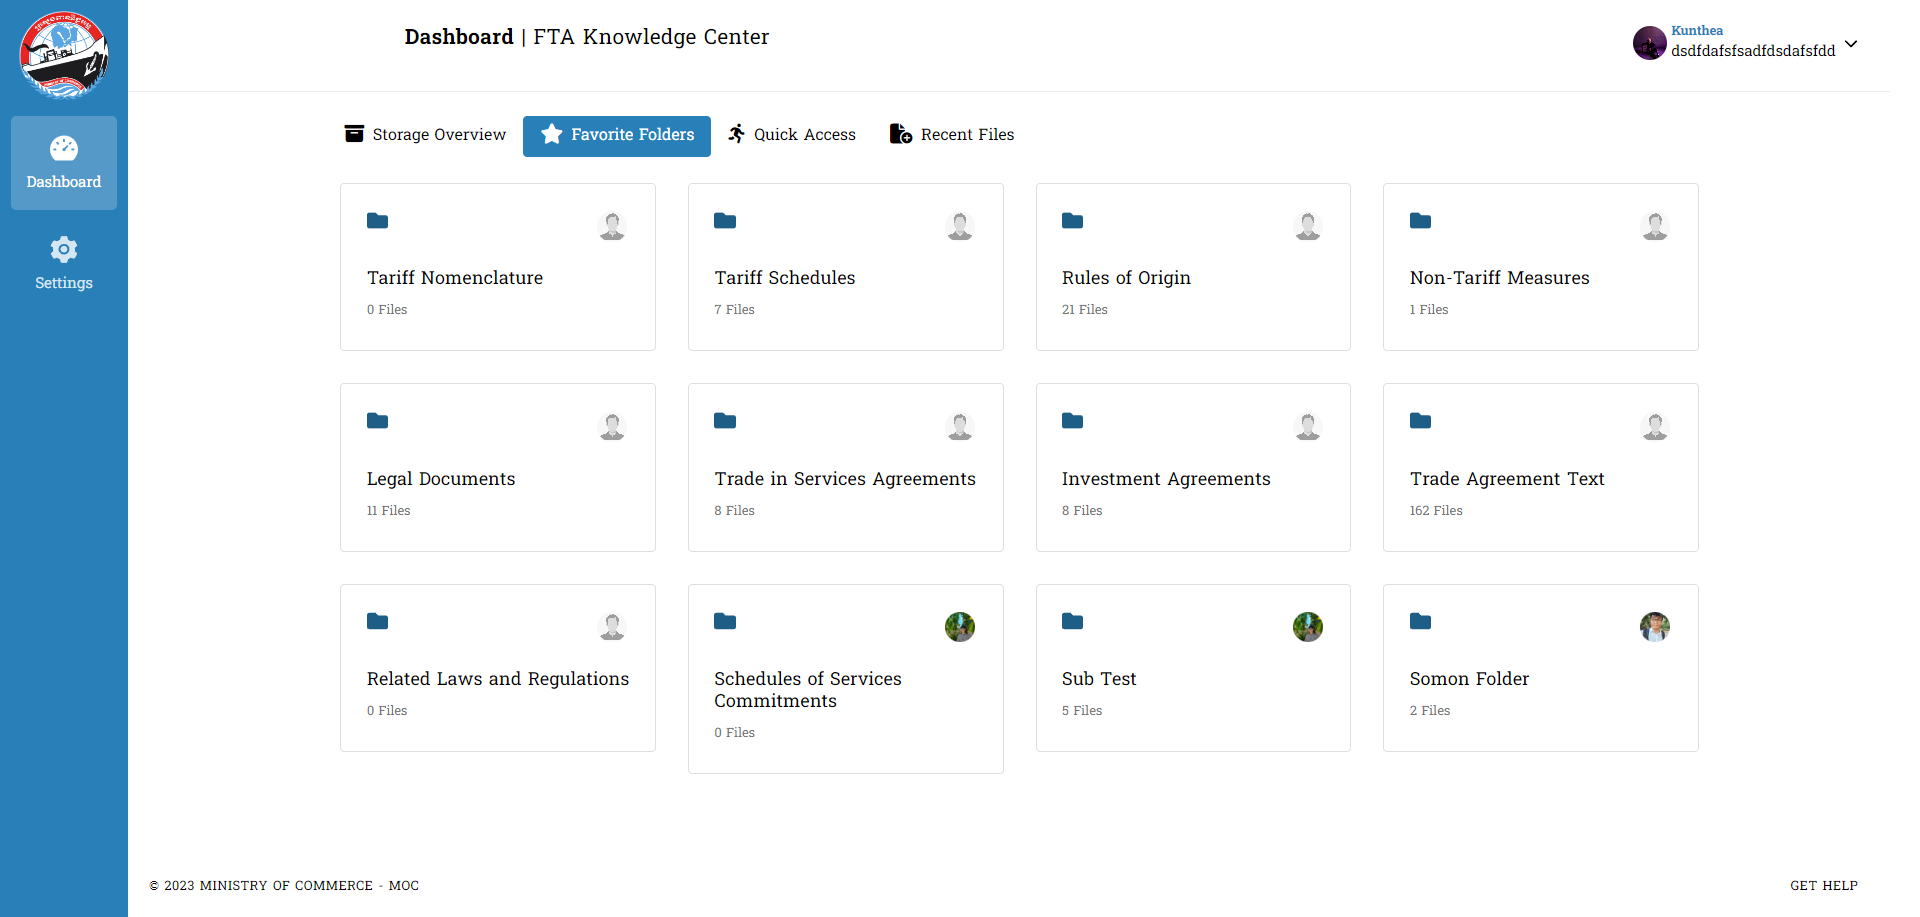 Dashboard | FTA Knowledge Center
Kunthea
dsdfdafsfsadfdsdafsfdd
Dashboard
Settings
Storage Overview
Favorite Folders
Quick Access
Recent Files
Tariff Nomenclature
0 Files
Tariff Schedules
7 Files
Rules of Origin
21 Files
Non-Tariff Measures
1 Files
Legal Documents
11 Files
Trade in Services Agreements
8 Files
Investment Agreements
8 Files
Trade Agreement Text
162 Files
Related Laws and Regulations
0 Files
Schedules of Services
Commitments
0 Files
Sub Test
5 Files
Somon Folder
2 Files
© 2023 MINISTRY OF COMMERCE - MOC
GET HELP